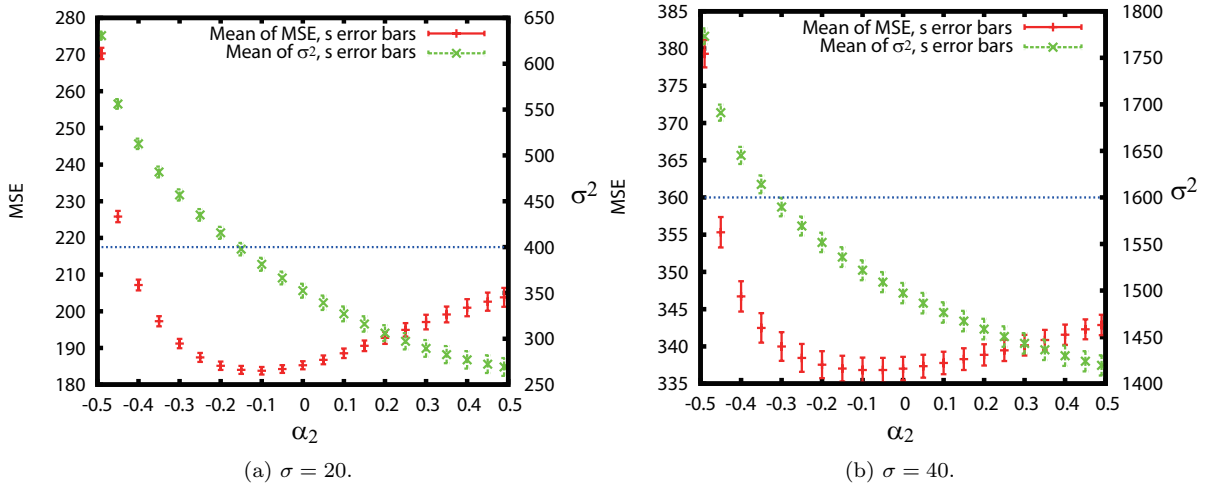 Mean of MSE, s error bars
Mean of σ², s error bars
MSE
285
270
260
250
240
230
220
210
200
190
180
650
600
550
500
450
400
350
300
250
σ²
-0.5 -0.4 -0.3 -0.2 -0.1 0 0.1 0.2 0.3 0.4 0.5
α₂
(a) σ = 20.
Mean of MSE, s error bars
Mean of σ², s error bars
MSE
385
380
375
370
365
360
355
350
345
340
335
1800
1700
1600
1500
1400
σ²
-0.5 -0.4 -0.3 -0.2 -0.1 0 0.1 0.2 0.3 0.4 0.5
α₂
(b) σ = 40.